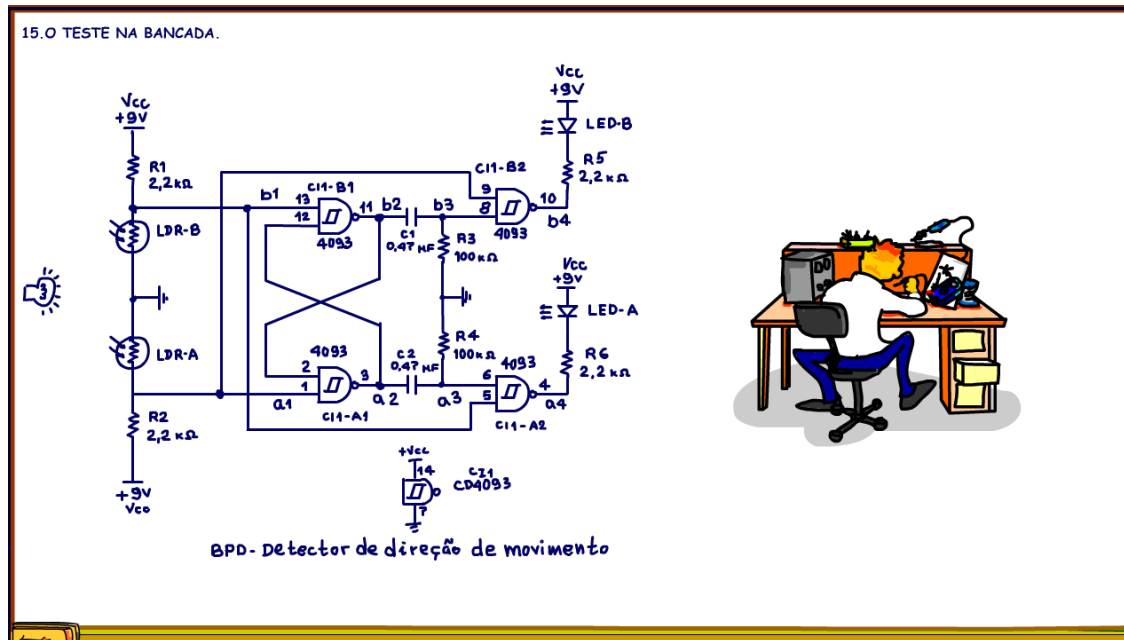 15.O TESTE NA BANCADA.
Vcc
+9V
R1
2,2kΩ
LDR-B
LDR-A
R2
2,2kΩ
+9V
Vcc
b1
a1
CI1-B1
13
12
11
4093
b2
C1
0,47 µF
b3
R3
100kΩ
R4
100kΩ
4093
2
1
3
CI1-A1
a2
C2
0,47 µF
a3
CI1-B2
9
8
10
4093
b4
Vcc
+9V
LED-B
R5
2,2kΩ
Vcc
+9V
LED-A
R6
2,2kΩ
4093
6
5
4
a4
CI1-A2
+Vcc
14
7
CI1
CD4093
BPD- Detector de direção de movimento